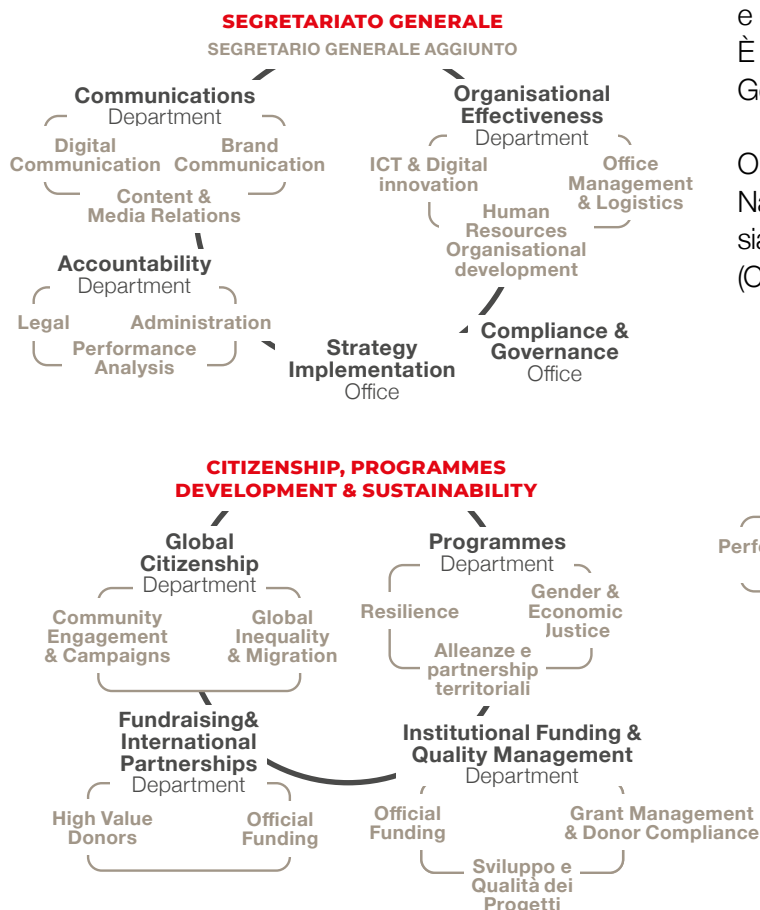 SEGRETARIATO GENERALE
SEGRETARIO GENERALE AGGIUNTO
Communications
Department
Digital
Communication
Brand
Communication
Content &
Media Relations
Organisational
Effectiveness
Department
ICT & Digital
innovation
Office
Management
& Logistics
Human
Resources
Organisational
development
Accountability
Department
Legal
Administration
Performance
Analysis
Strategy
Implementation
Office
Compliance &
Governance
Office
CITIZENSHIP, PROGRAMMES
DEVELOPMENT & SUSTAINABILITY
Global
Citizenship
Department
Community
Engagement
& Campaigns
Global
Inequality
& Migration
Programmes
Department
Resilience
Gender &
Economic
Justice
Alleanze e
partnership
territoriali
Fundraising&
International
Partnerships
Department
High Value
Donors
Official
Funding
Institutional Funding &
Quality Management
Department
Official
Funding
Grant Management
& Donor Compliance
Sviluppo e
Qualità dei
Progetti
e
È